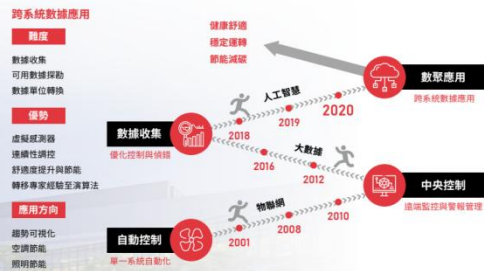 跨系統數據應用
難度
數據收集
可用數據探勘
數據單位轉換
優勢
虛擬感測器
連續性調控
舒適度提升與節能
轉移專家經驗至演算法
應用方向
趨勢可視化
空調節能
照明節能
健康舒適
穩定運轉
節能減碳
數聚應用
跨系統數據應用
人工智慧
2018
2019
2020
數據收集
優化控制與偵錯
大數據
2016
2012
中央控制
遠端監控與警報管理
物聯網
2001
2008
2010
自動控制
單一系統自動化